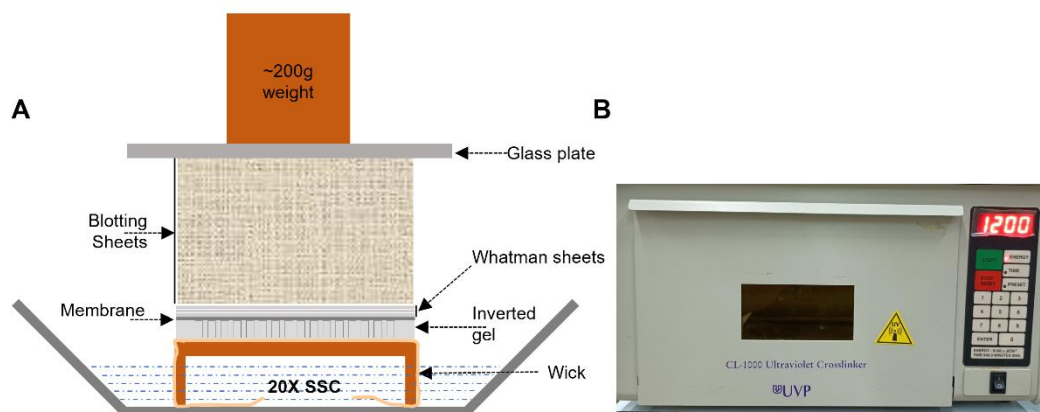 A
~200g
weight
Glass plate
Blotting
Sheets
Whatman sheets
Membrane
Inverted
gel
Wick
20X SSC
B
1200
START
ENERGY
TIME
STOP
RESET
PRESET
1 2 3
4 5 6
7 8 9
ENTER 0
UV
CL-1000 Ultraviolet Crosslinker
UVP